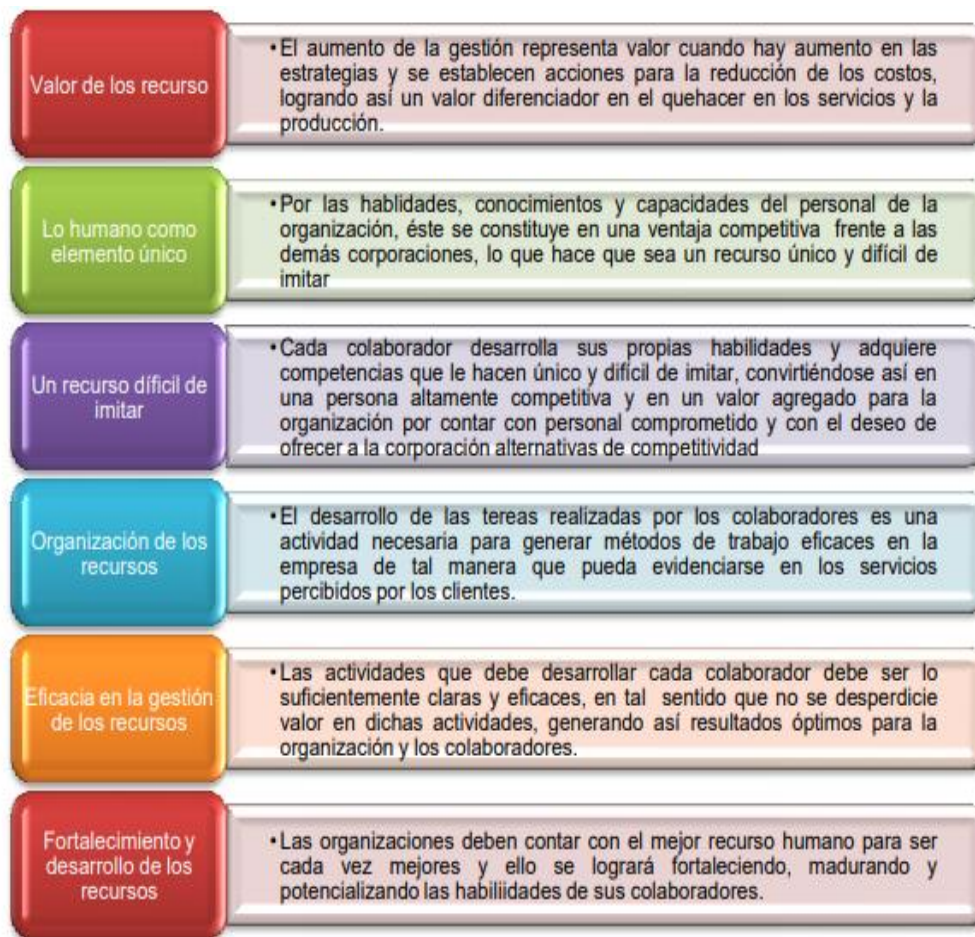 Valor de los recurso
•El aumento de la gestión representa valor cuando hay aumento en las
estrategias y se establecen acciones para la reducción de los costos,
logrando así un valor diferenciador en el quehacer en los servicios y la
producción.
Lo humano como
elemento único
•Por las hablidades, conocimientos y capacidades del personal de la
organización, éste se constituye en una ventaja competitiva frente a las
demás corporaciones, lo que hace que sea un recurso único y difícil de
imitar
Un recurso díficil de
imitar
•Cada colaborador desarrolla sus propias habilidades y adquiere
competencias que le hacen único y difícil de imitar, convirtiéndose así en
una persona altamente competitiva y en un valor agregado para la
organización por contar con personal comprometido y con el deseo de
ofrecer a la corporación alternativas de competitividad
Organización de los
recursos
•El desarrollo de las tereas realizadas por los colaboradores es una
actividad necesaria para generar métodos de trabajo eficaces en la
empresa de tal manera que pueda evidenciarse en los servicios
percibidos por los clientes.
Eficacia en la gestión
de los recursos
•Las actividades que debe desarrollar cada colaborador debe ser lo
suficientemente claras y eficaces, en tal sentido que no se desperdicie
valor en dichas actividades, generando así resultados óptimos para la
organización y los colaboradores.
Fortalecimiento y
desarrollo de los
recursos
•Las organizaciones deben contar con el mejor recurso humano para ser
cada vez mejores y ello se logrará fortaleciendo, madurando y
potencializando las habiliidades de sus colaboradores.